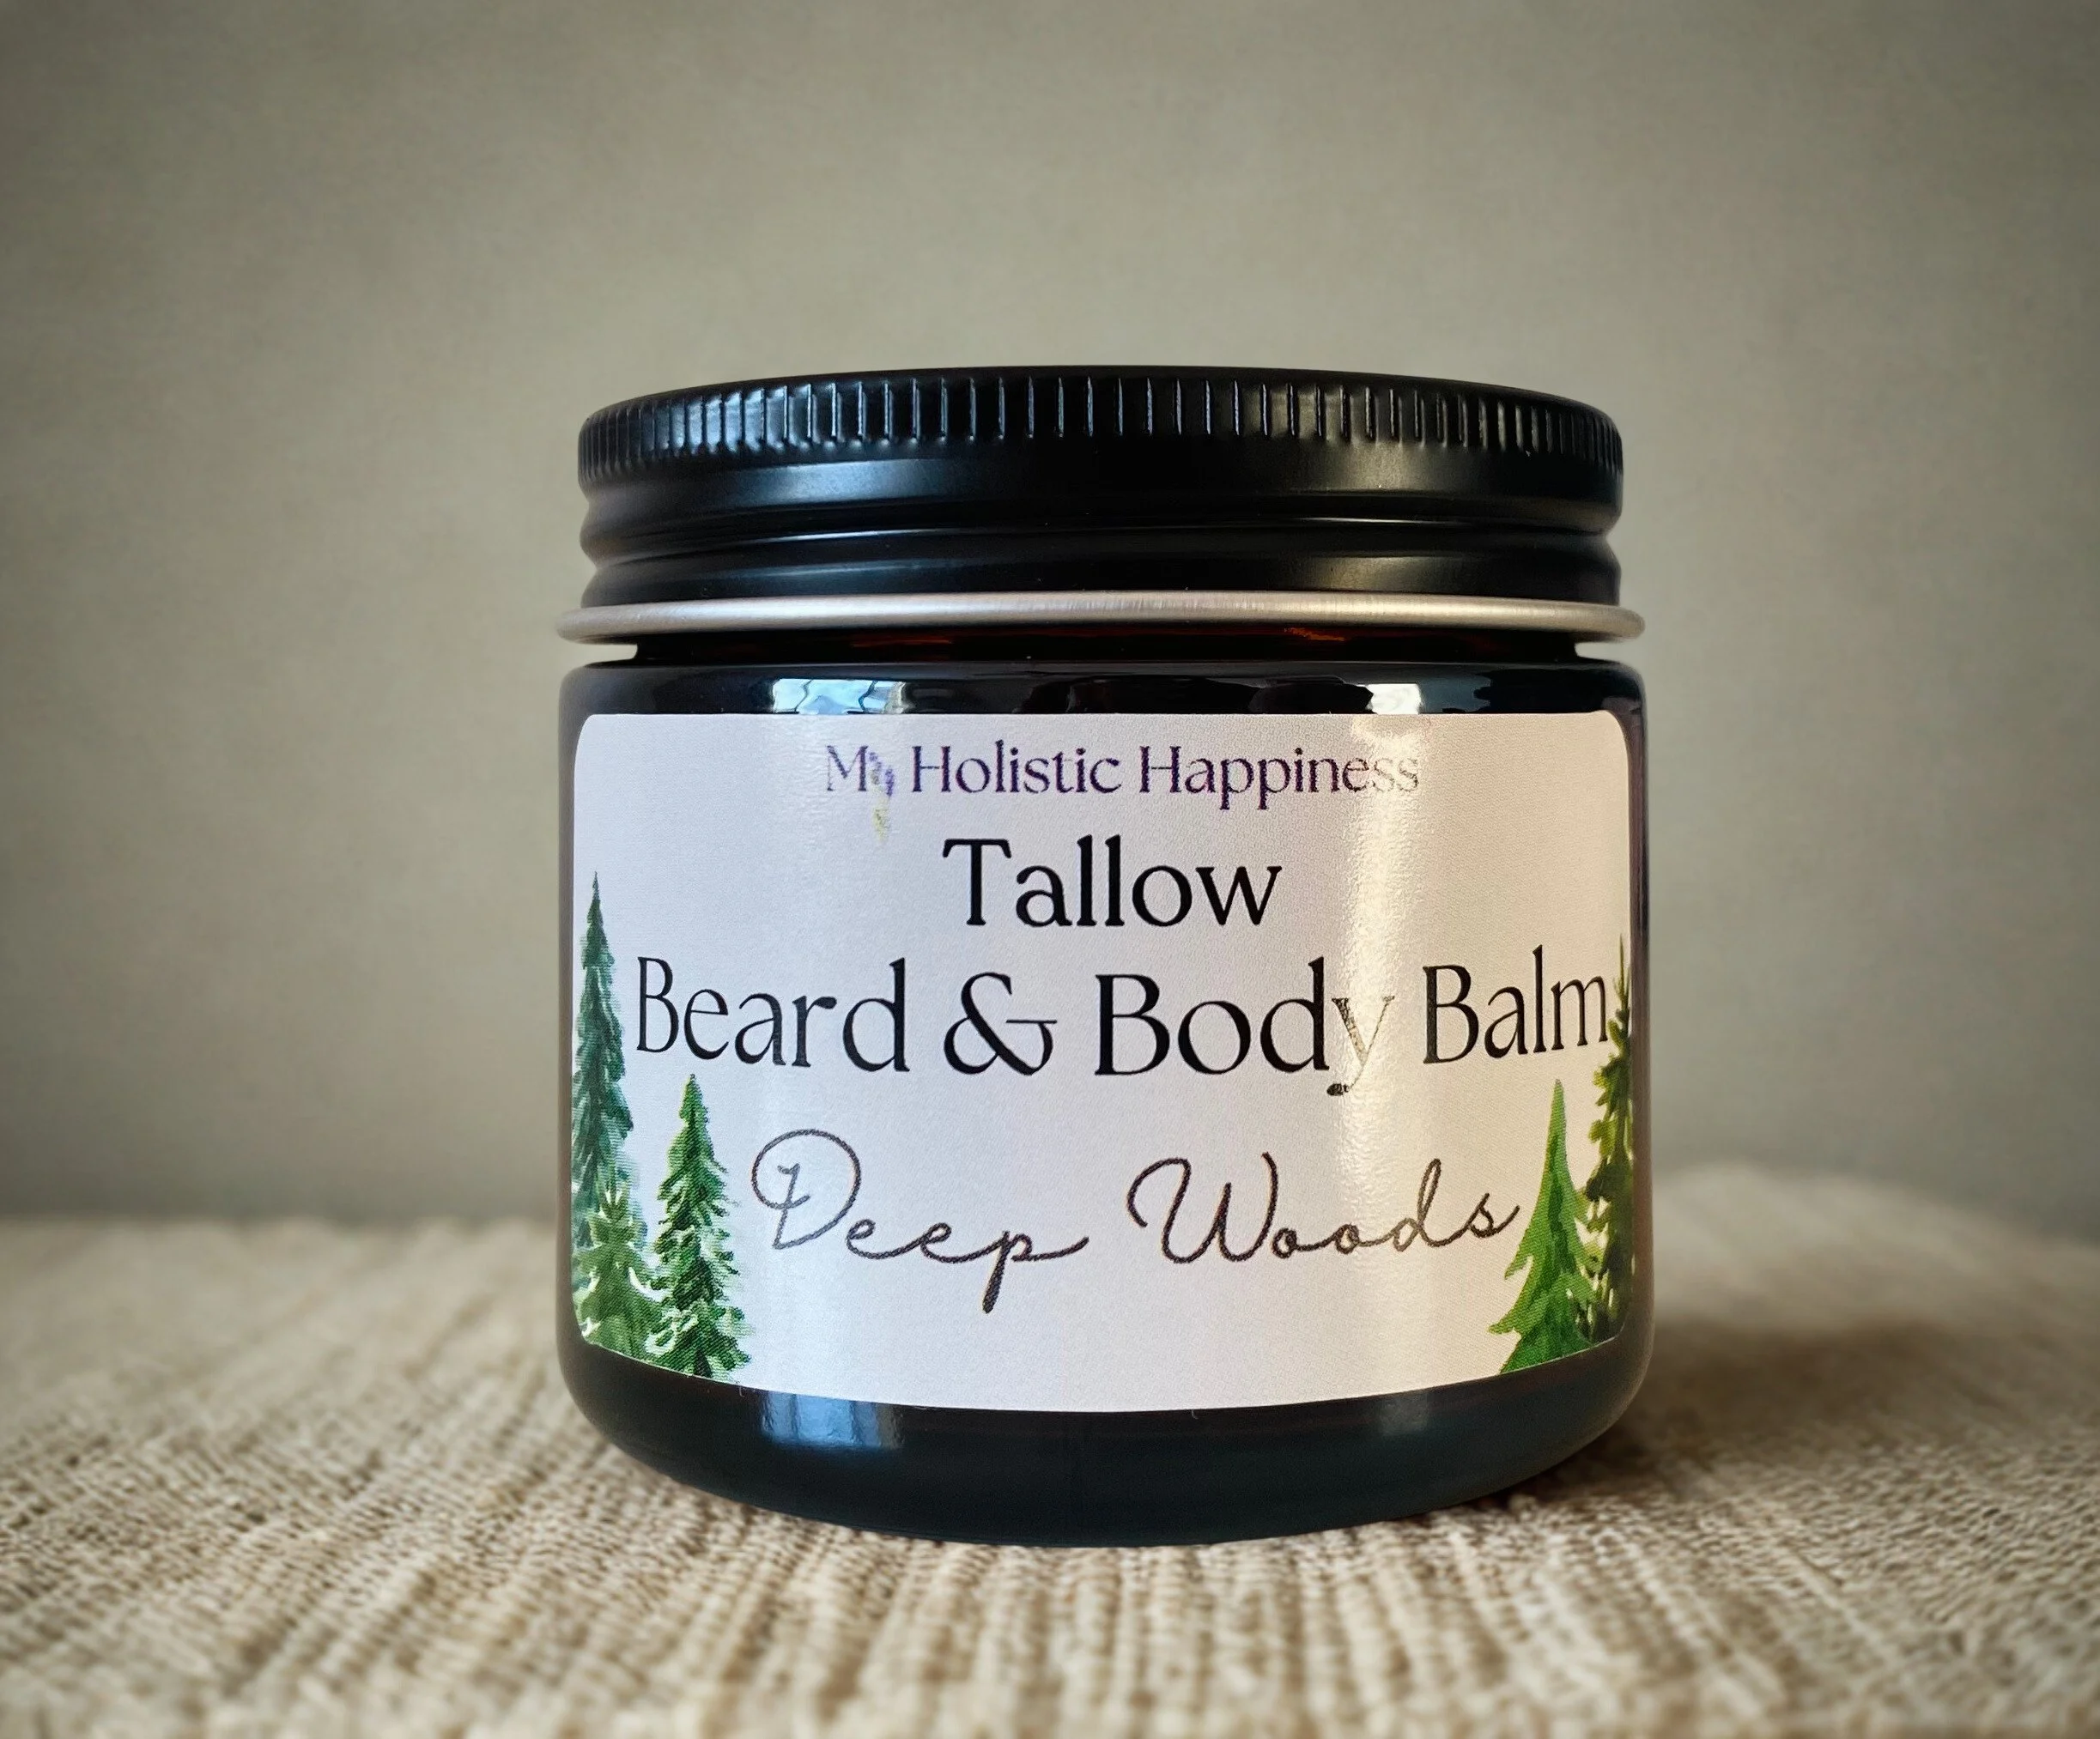 My Holistic Happiness
Tallow
Beard & Body Balm
Deep Woods